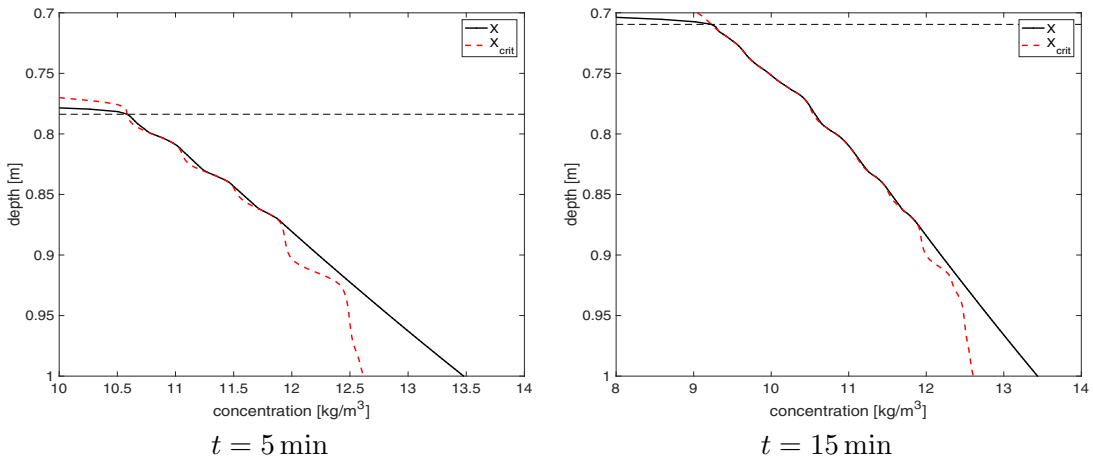 0.7
0.75
0.8
0.85
0.9
0.95
1
depth [m]
10 10.5 11 11.5 12 12.5 13 13.5 14
concentration [kg/m³]
X
X_crit
t = 5 min
0.7
0.75
0.8
0.85
0.9
0.95
1
depth [m]
8 9 10 11 12 13 14
concentration [kg/m³]
X
X_crit
t = 15 min